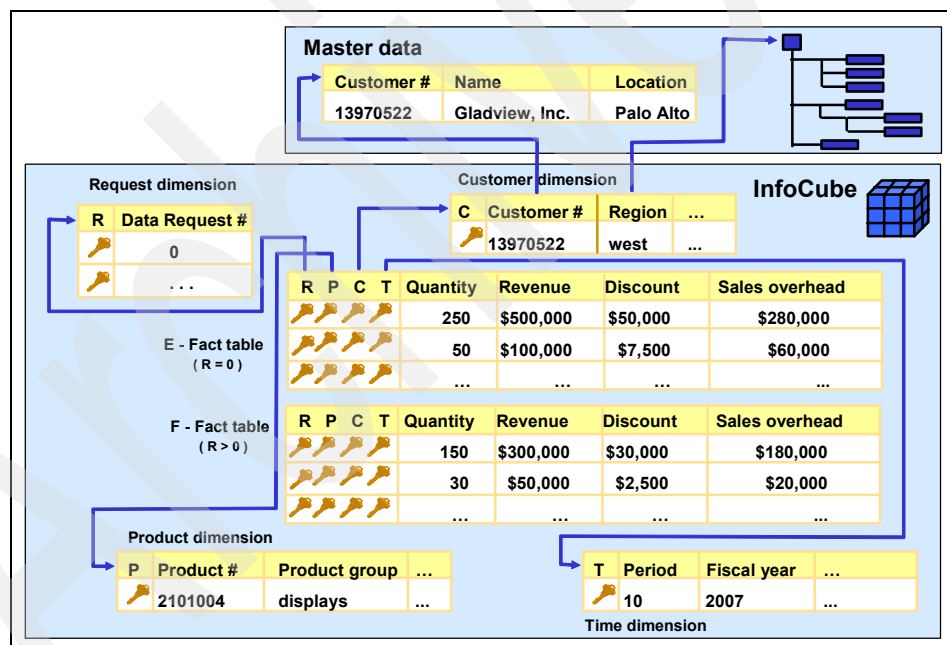 Master data
Customer # Name Location
13970522 Gladview, Inc. Palo Alto
Request dimension
Customer dimension
InfoCube
R Data Request #
0
. . .
C Customer # Region ...
13970522 west ...
R P C T Quantity Revenue Discount Sales overhead
250 $500,000 $50,000 $280,000
50 $100,000 $7,500 $60,000
... ... ... ...
E - Fact table
( R = 0 )
R P C T Quantity Revenue Discount Sales overhead
150 $300,000 $30,000 $180,000
30 $50,000 $2,500 $20,000
... ... ... ...
F - Fact table
( R > 0 )
Product dimension
P Product # Product group ...
2101004 displays ...
T Period Fiscal year ...
10 2007 ...
Time dimension